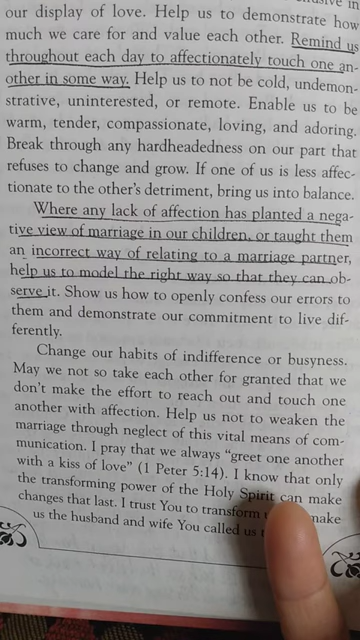 our display of love. Help us to demonstrate how
much we care for and value each other. Remind us
throughout each day to affectionately touch one an-
other in some way. Help us to not be cold, undemon-
strative, uninterested, or remote. Enable us to be
warm, tender, compassionate, loving, and adoring.
Break through any hardheadedness on our part that
refuses to change and grow. If one of us is less affec-
tionate to the other's detriment, bring us into balance.
Where any lack of affection has planted a nega-
tive view of marriage in our children, or taught them
an incorrect way of relating to a marriage partner,
help us to model the right way so that they can ob-
serve it. Show us how to openly confess our errors to
them and demonstrate our commitment to live dif-
ferently.
Change our habits of indifference or busyness.
May we not so take each other for granted that we
don't make the effort to reach out and touch one
another with affection. Help us not to weaken the
marriage through neglect of this vital means of com-
munication. I pray that we always "greet one another
with a kiss of love" (1 Peter 5:14). I know that only
the transforming power of the Holy Spirit can make
changes that last. I trust You to transform make
us the husband and wife You called us